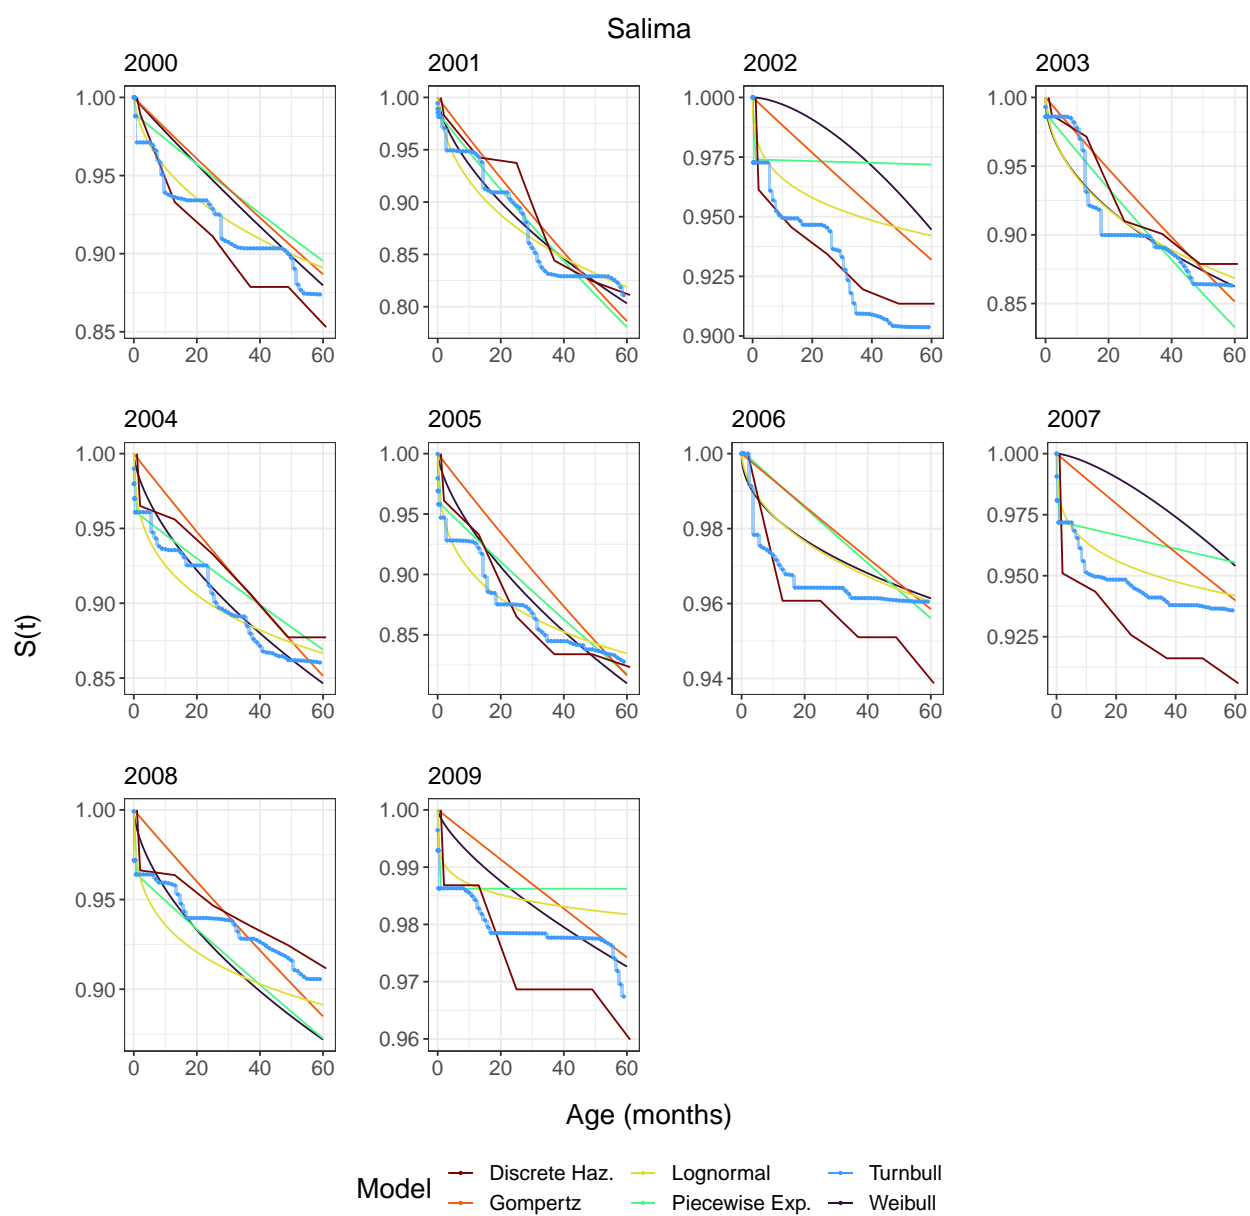 Salima
2000 2001 2002 2003
1.00 1.00 1.000 1.00
0.95 0.95 0.975 0.95
0.90 0.90 0.950 0.90
0.85 0.85 0.925 0.85
0.80 0.900
0 20 40 60 0 20 40 60 0 20 40 60 0 20 40 60
2004 2005 2006 2007
1.00 1.00 1.00 1.000
0.95 0.95 0.98 0.975
0.90 0.90 0.96 0.950
0.85 0.85 0.94 0.925
0 20 40 60 0 20 40 60 0 20 40 60 0 20 40 60
S(t)
2008 2009
1.00 1.00
0.95 0.99
0.90 0.98
0.97
0.96
0 20 40 60 0 20 40 60
Age (months)
Model
Discrete Haz. Lognormal Turnbull
Gompertz Piecewise Exp. Weibull